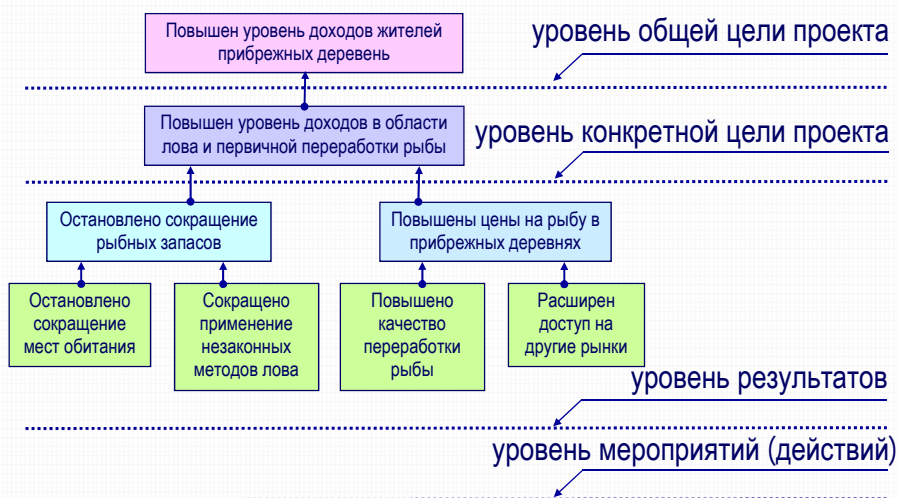 Повышен уровень доходов жителей
прибрежных деревень
уровень общей цели проекта
Повышен уровень доходов в области
лова и первичной переработки рыбы
уровень конкретной цели проекта
Остановлено сокращение
рыбных запасов
Повышены цены на рыбу в
прибрежных деревнях
Остановлено
сокращение
мест обитания
Сокращено
применение
незаконных
методов лова
Повышено
качество
переработки
рыбы
Расширен
доступ на
другие рынки
уровень результатов
уровень мероприятий (действий)